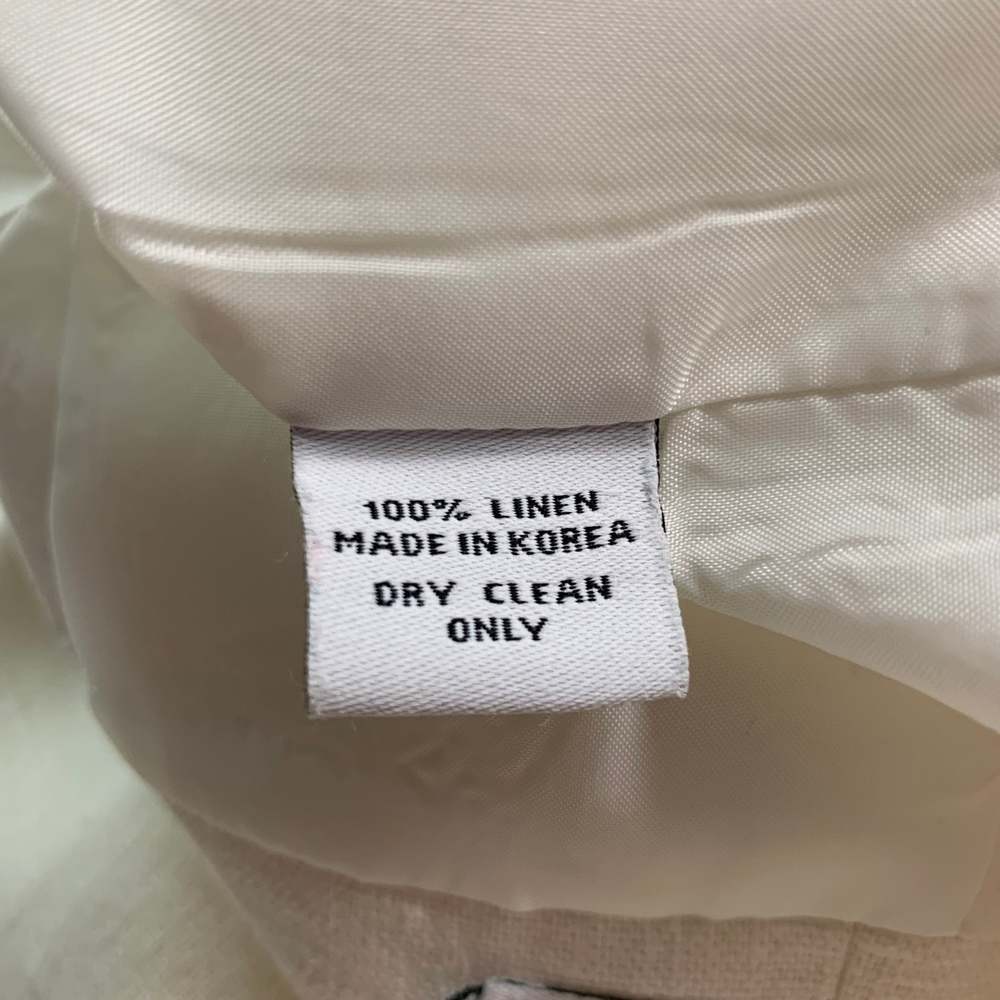 100% LINEN
MADE IN KOREA
DRY CLEAN
ONLY